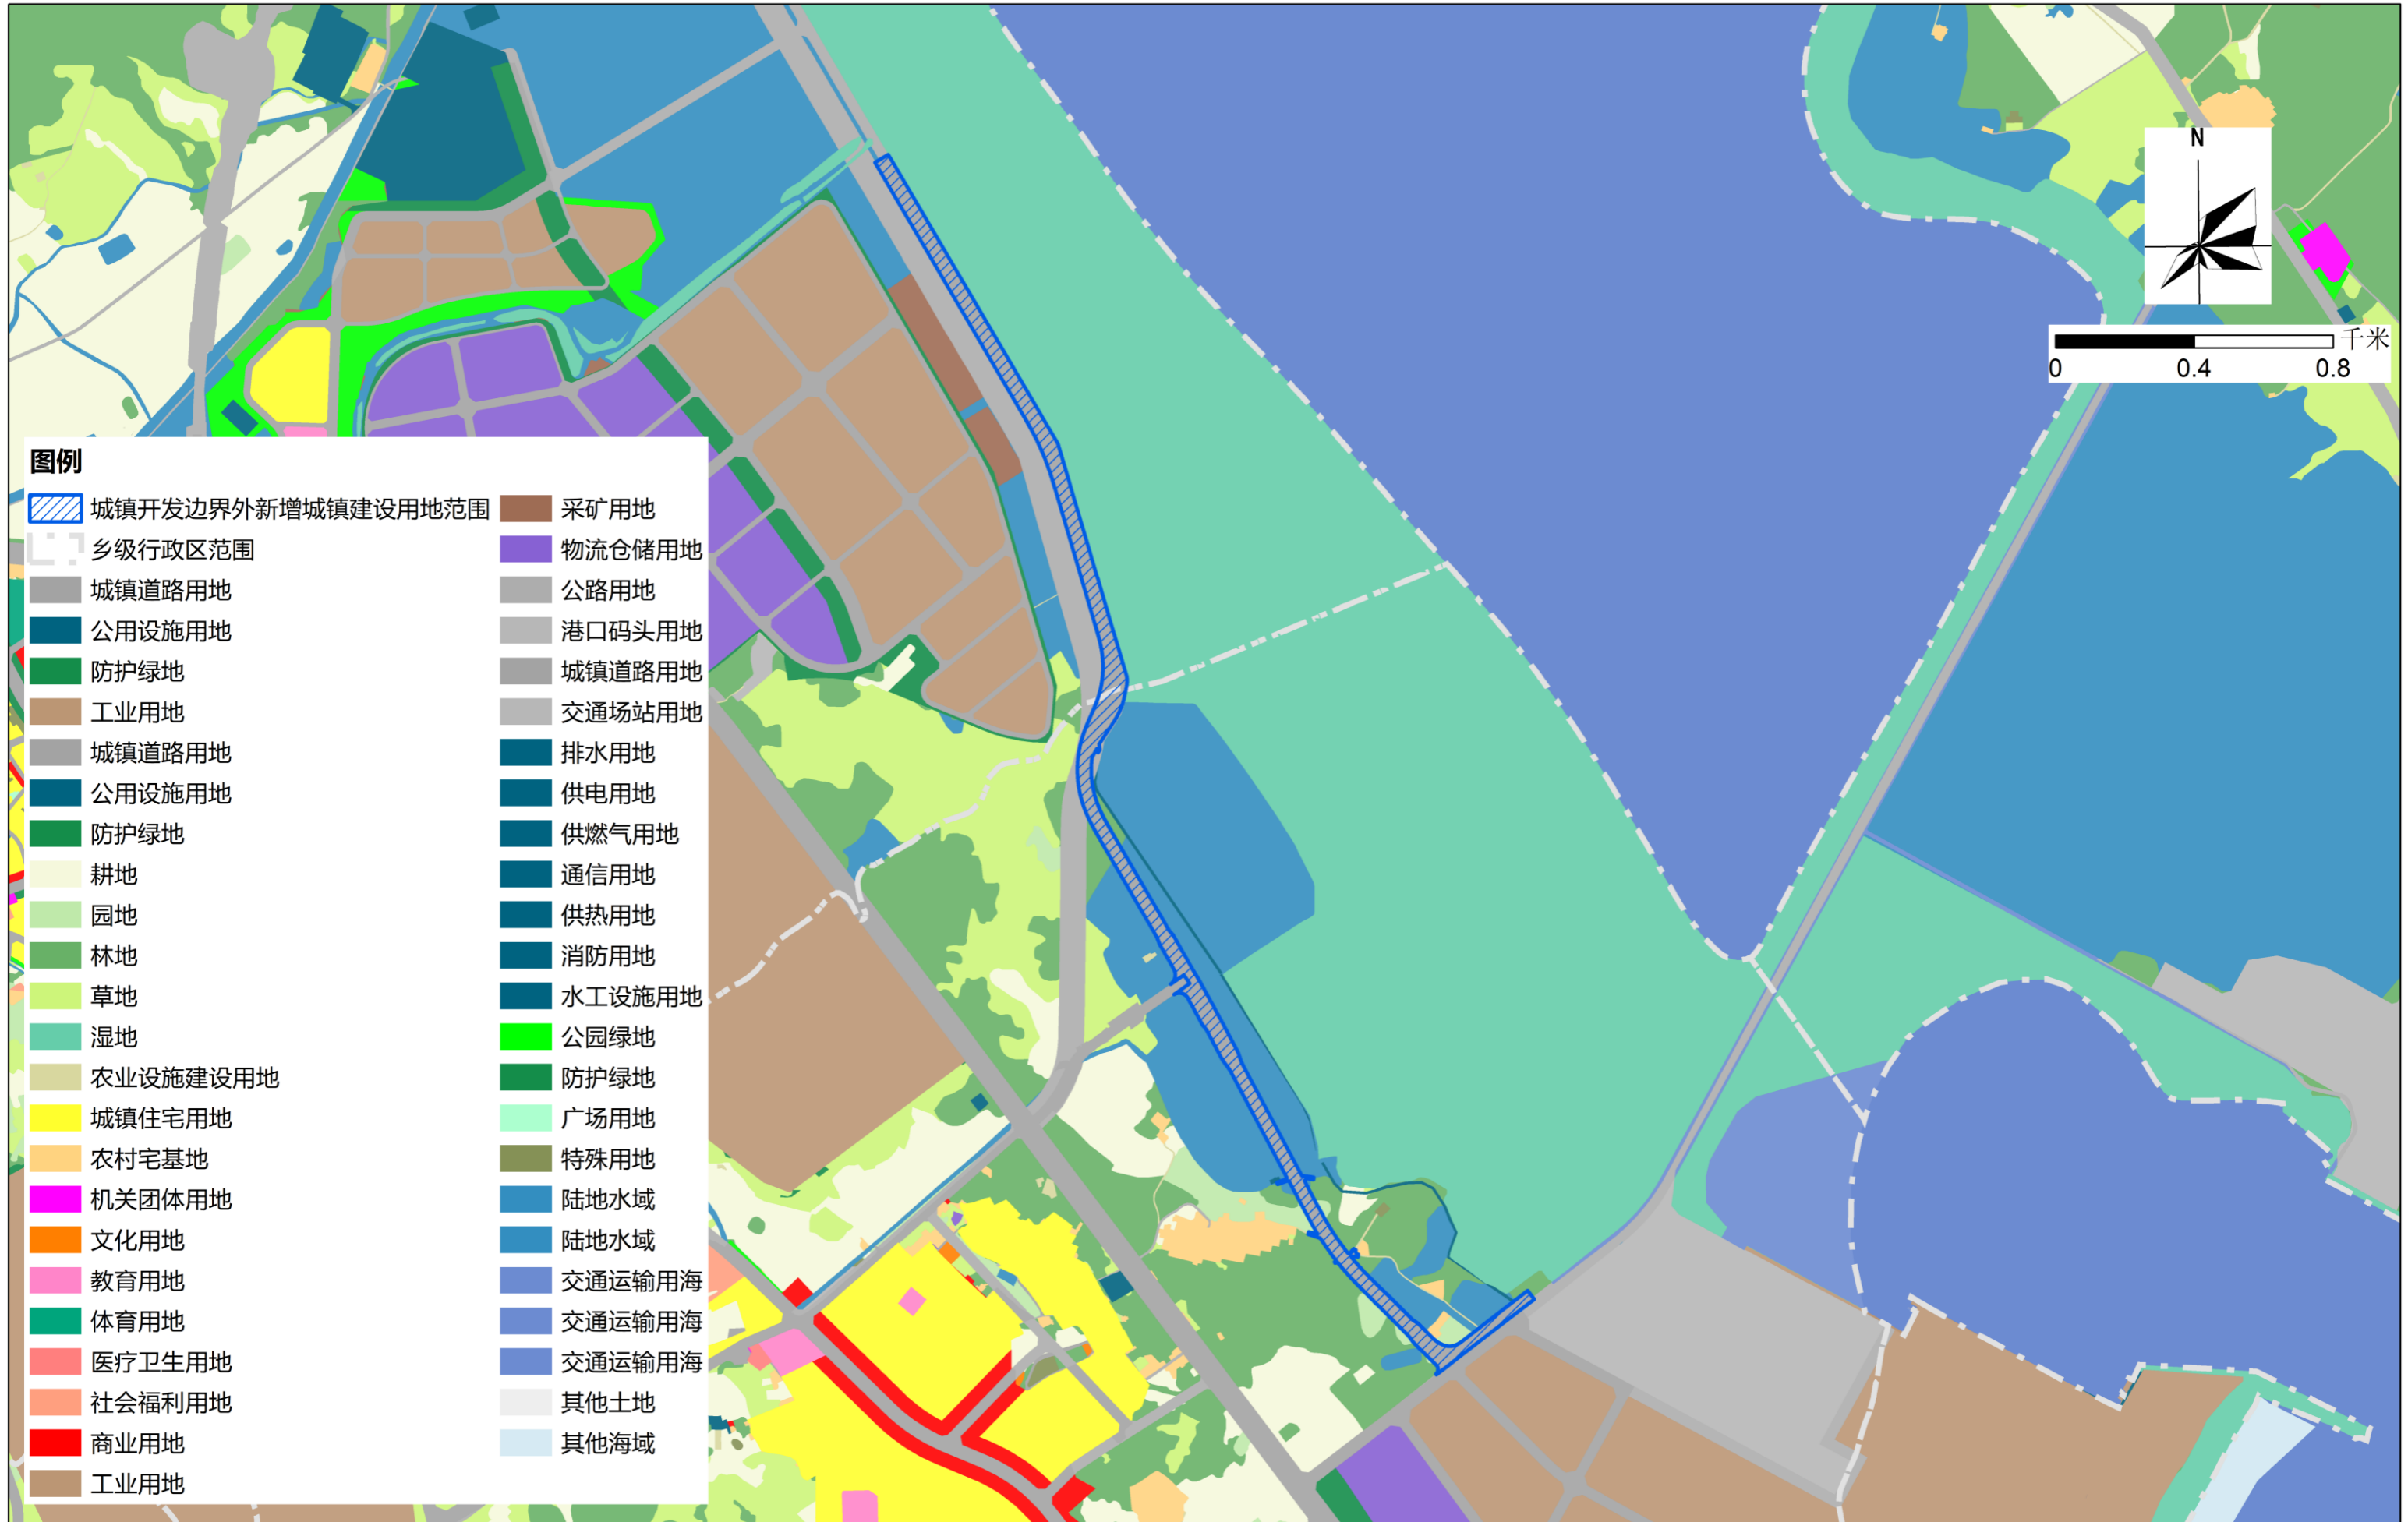 N
千米
0 0.4 0.8
图例
城镇开发边界外新增城镇建设用地范围
乡级行政区范围
城镇道路用地
公用设施用地
防护绿地
工业用地
城镇道路用地
公用设施用地
防护绿地
耕地
园地
林地
草地
湿地
农业设施建设用地
城镇住宅用地
农村宅基地
机关团体用地
文化用地
教育用地
体育用地
医疗卫生用地
社会福利用地
商业用地
工业用地
采矿用地
物流仓储用地
公路用地
港口码头用地
城镇道路用地
交通场站用地
排水用地
供电用地
供燃气用地
通信用地
供热用地
消防用地
水工设施用地
公园绿地
防护绿地
广场用地
特殊用地
陆地水域
陆地水域
交通运输用海
交通运输用海
交通运输用海
其他土地
其他海域